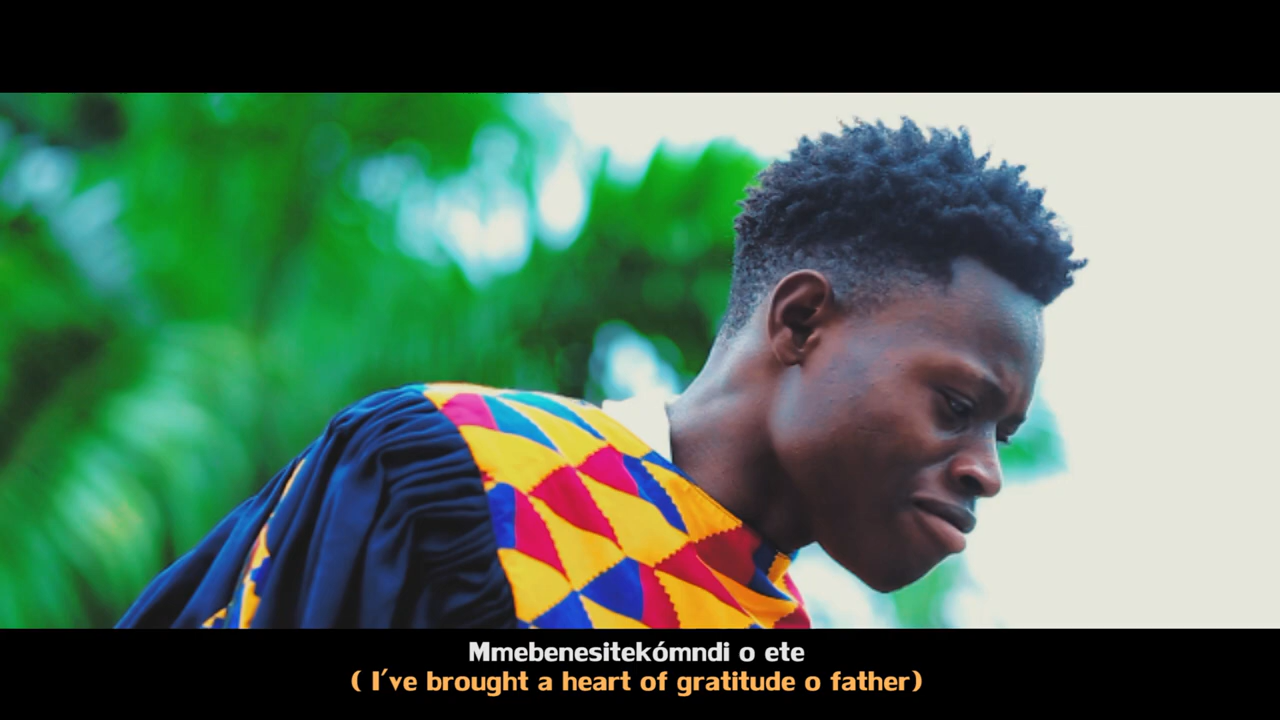 Mmebenesitekómndi o ete
( I've brought a heart of gratitude o father)